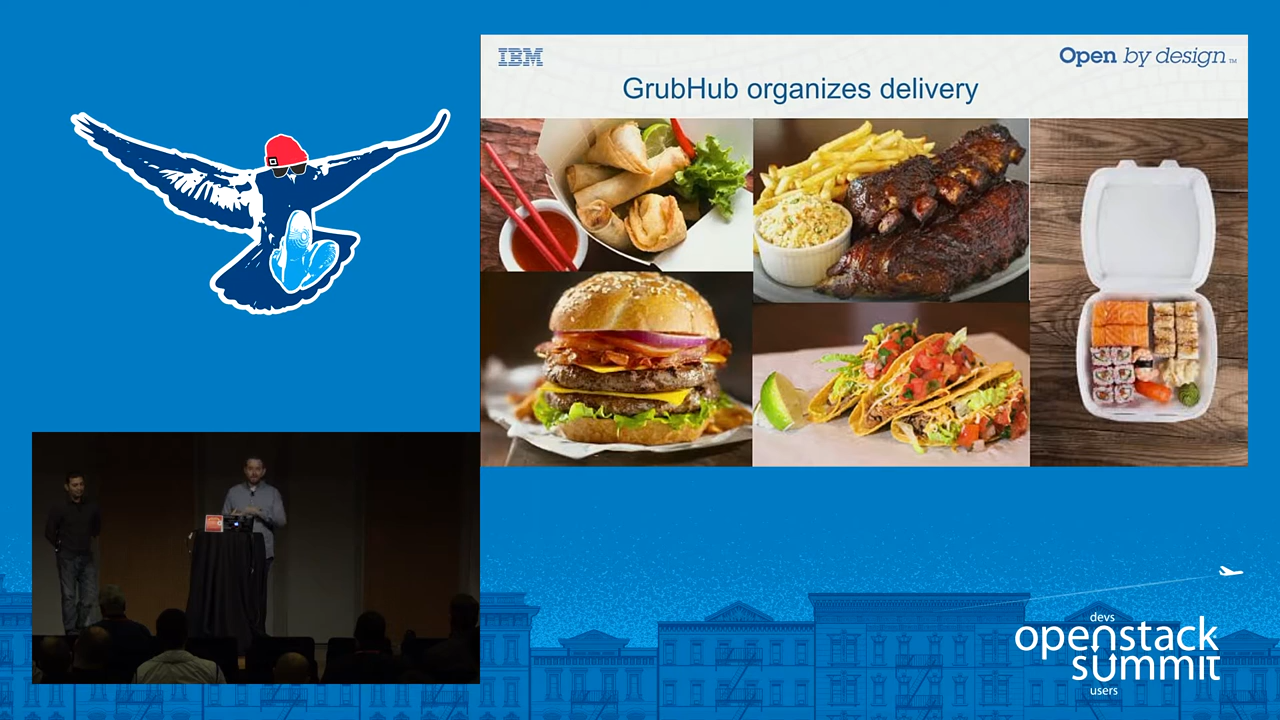 IBM
Open by design™
GrubHub organizes delivery
devs
openstack
summit
users